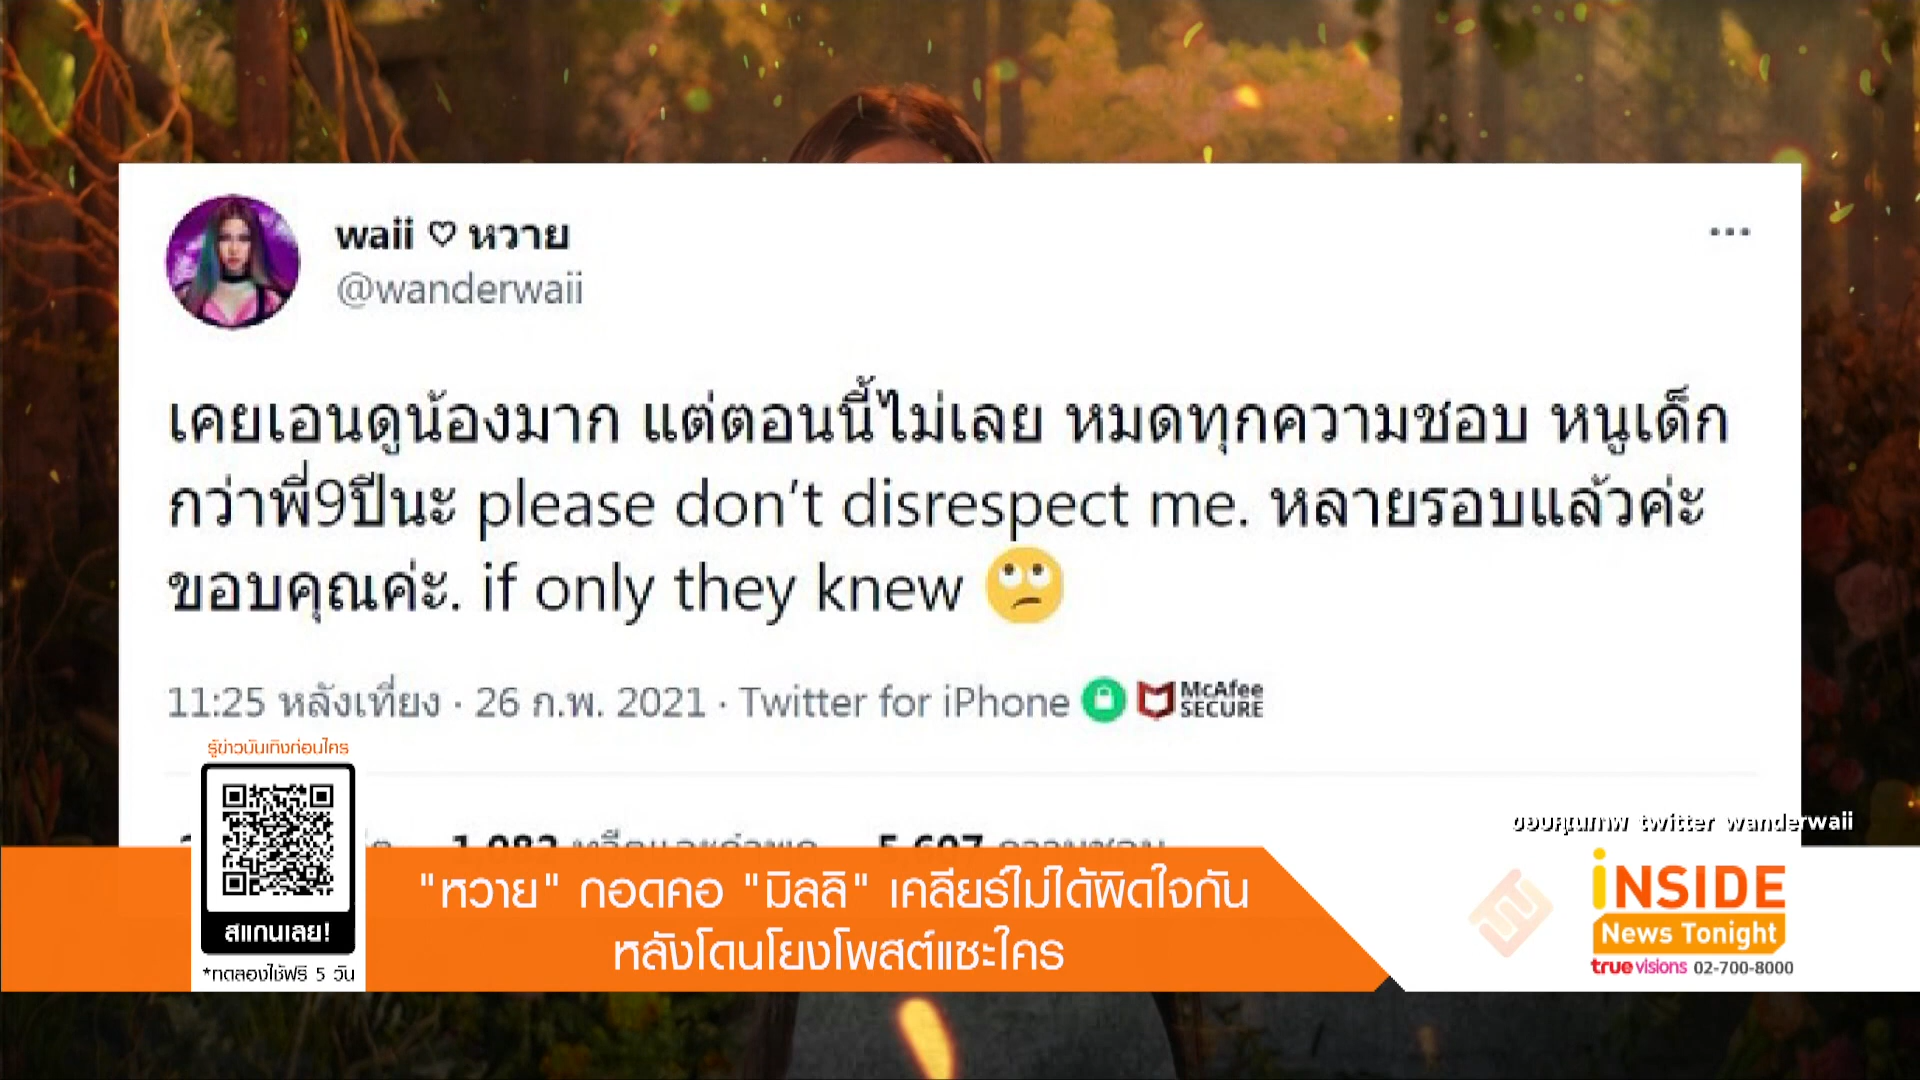 waii ♡ หวาย
@wanderwaii
เคยเอนดูน้องมาก แต่ตอนนี้ไม่เลย หมดทุกความชอบ หนูเด็ก
กว่าพี่9ปีนะ please don't disrespect me. หลายรอบแล้วค่ะ
ขอบคุณค่ะ. if only they knew 🙄
11:25 หลังเที่ยง · 26 ก.พ. 2021 · Twitter for iPhone McAfee SECURE
รู้ข่าวบันเทิงก่อนใคร
สแกนเลย!
*ทดลองใช้ฟรี 5 วัน
ขอบคุณภาพ twitter wanderwaii
"หวาย" กอดคอ "มิลลิ" เคลียร์ไม่ได้ผิดใจกัน
หลังโดนโยงโพสต์แซะใคร
iNSIDE
News Tonight
truevisions 02-700-8000